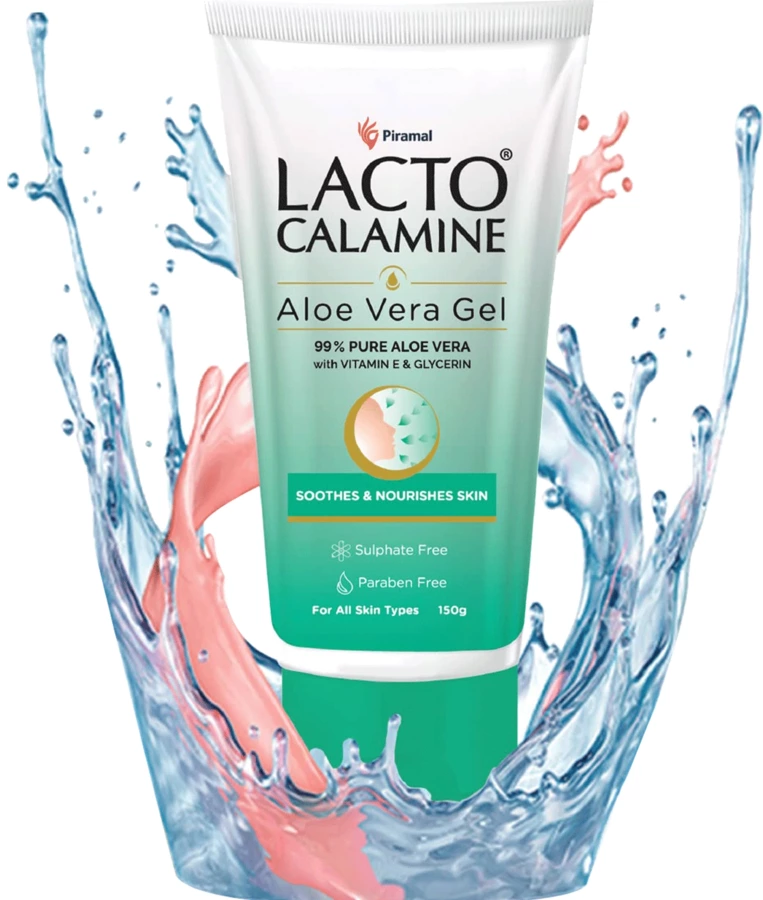 Piramal
LACTO®
CALAMINE
Aloe Vera Gel
99% PURE ALOE VERA
with VITAMIN E & GLYCERIN
SOOTHES & NOURISHES SKIN
Sulphate Free
Paraben Free
For All Skin Types 150g